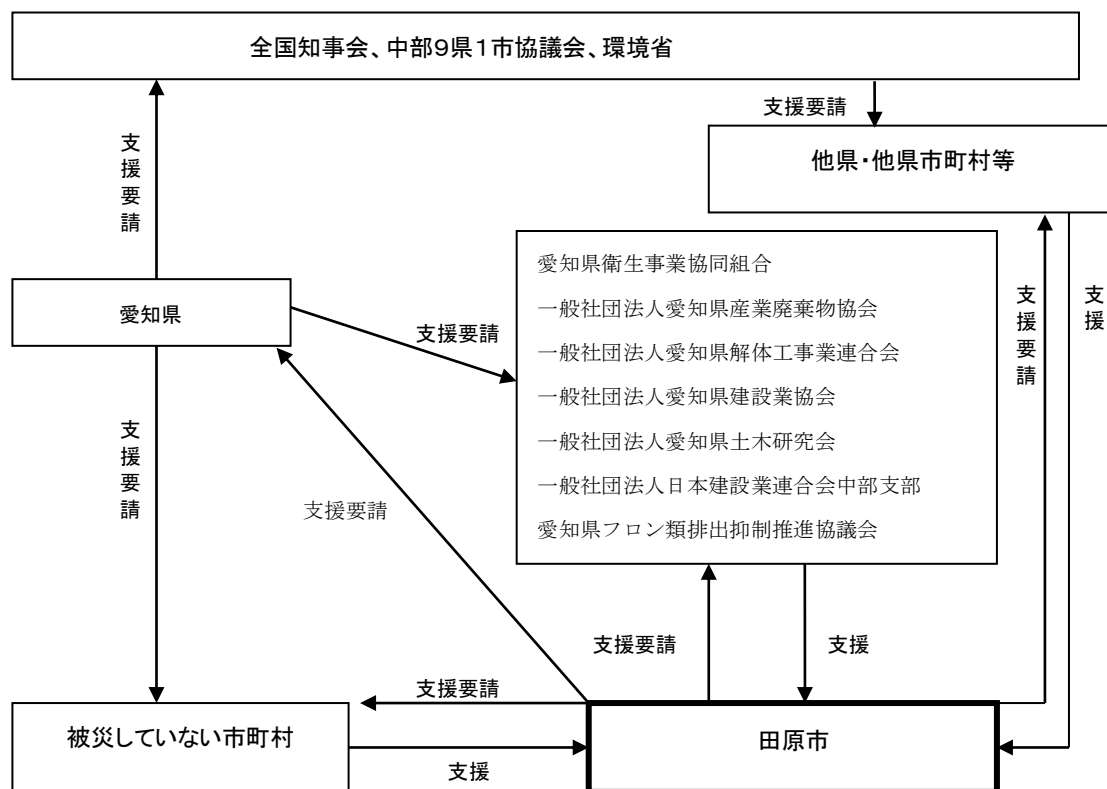 全国知事会、中部9県1市協議会、環境省
支援要請
他県・他県市町村等
支援要請
愛知県
支援要請
愛知県衛生事業協同組合
一般社団法人愛知県産業廃棄物協会
一般社団法人愛知県解体工事業連合会
一般社団法人愛知県建設業協会
一般社団法人愛知県土木研究会
一般社団法人日本建設業連合会中部支部
愛知県フロン類排出抑制推進協議会
支援要請
支援
支援要請
支援要請
支援要請
支援
支援要請
被災していない市町村
支援
田原市